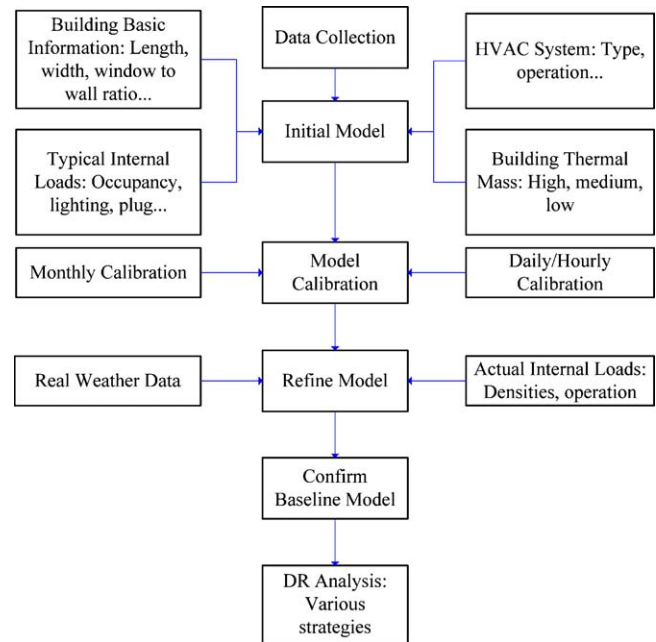 Building Basic
Information: Length,
width, window to
wall ratio...
Data Collection
HVAC System: Type,
operation...
Initial Model
Typical Internal
Loads: Occupancy,
lighting, plug...
Building Thermal
Mass: High, medium,
low
Monthly Calibration
Model
Calibration
Daily/Hourly
Calibration
Real Weather Data
Refine Model
Actual Internal Loads:
Densities, operation
Confirm
Baseline Model
DR Analysis:
Various
strategies